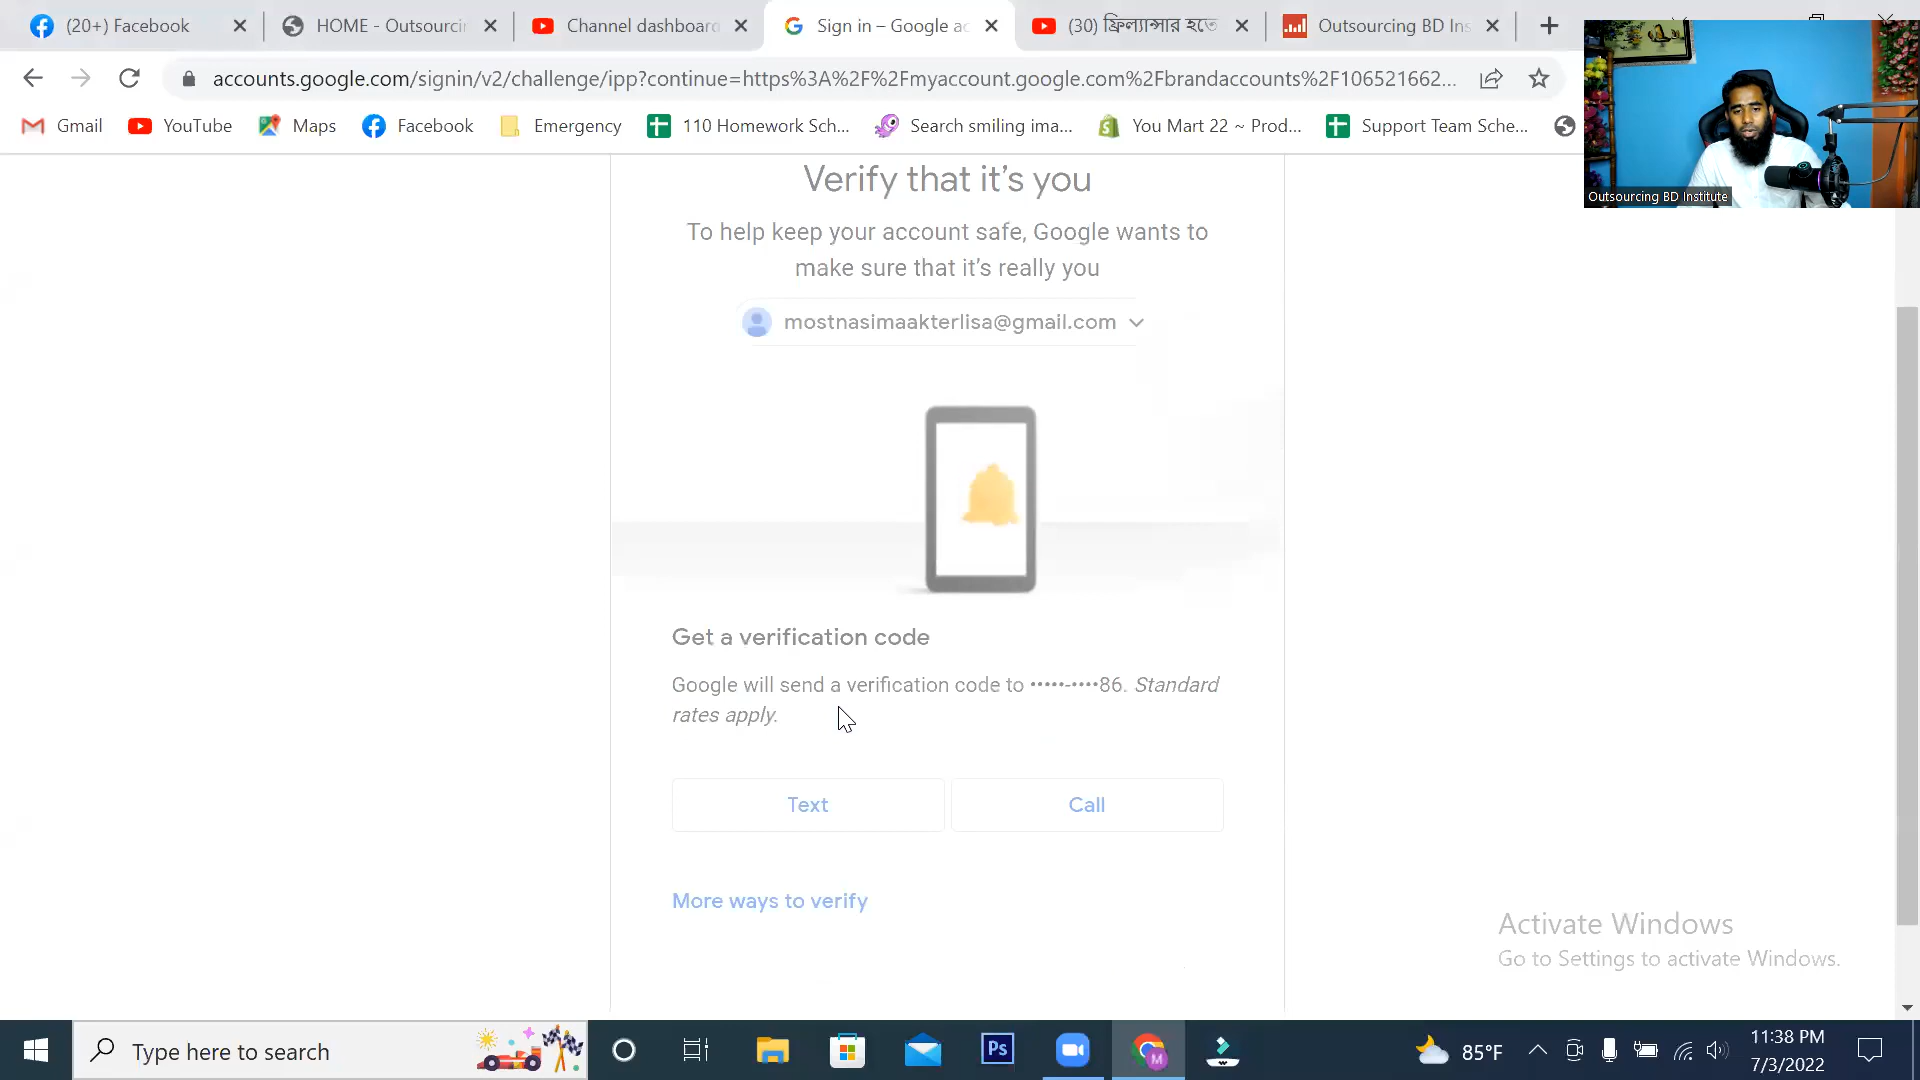 (20+) Facebook
HOME - Outsourcin
Channel dashboard
Sign in – Google ac
(30) ফ্রিল্যান্সার হতে
Outsourcing BD Ins
accounts.google.com/signin/v2/challenge/ipp?continue=https%3A%2F%2Fmyaccount.google.com%2Fbrandaccounts%2F106521662...
Gmail
YouTube
Maps
Facebook
Emergency
110 Homework Sch...
Search smiling ima...
You Mart 22 ~ Prod...
Support Team Sche...
Outsourcing BD Institute
Verify that it's you
To help keep your account safe, Google wants to
make sure that it's really you
mostnasimaakterlisa@gmail.com
Get a verification code
Google will send a verification code to •••••-••••86. Standard
rates apply.
Text
Call
More ways to verify
Activate Windows
Go to Settings to activate Windows.
Type here to search
Ps
M
85°F
11:38 PM
7/3/2022